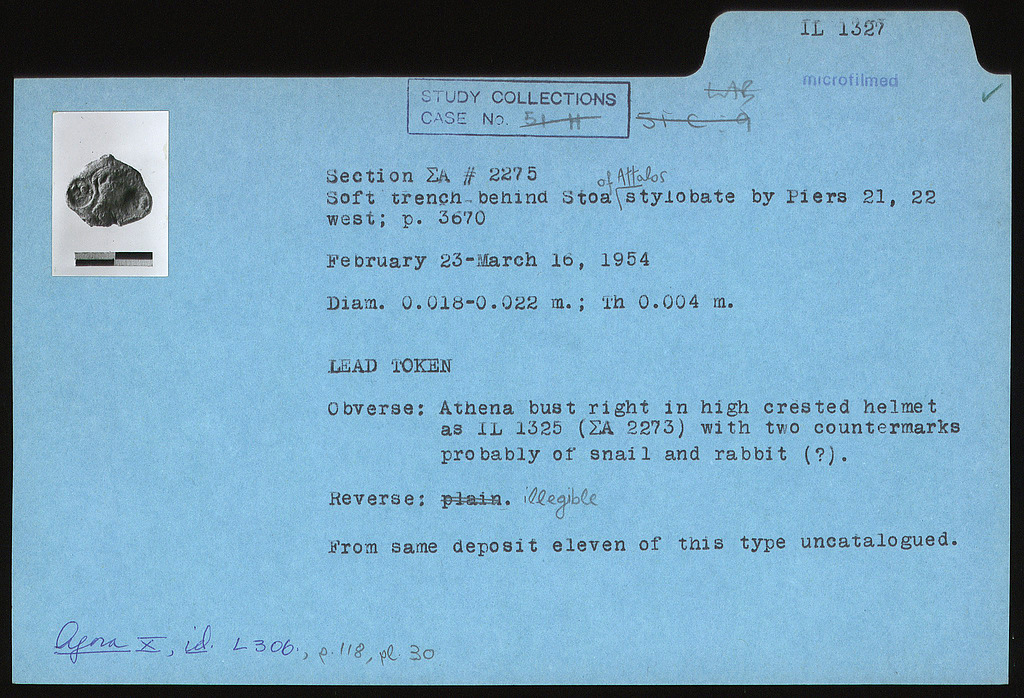 IL 1327
microfilmed
STUDY COLLECTIONS
CASE No. 51 H
LAB
51 C-9
Section ΣA # 2275
of Attalos
Soft trench behind Stoa stylobate by Piers 21, 22
west; p. 3670
February 23-March 16, 1954
Diam. 0.018-0.022 m.; Th 0.004 m.
LEAD TOKEN
Obverse: Athena bust right in high crested helmet
as IL 1325 (ΣA 2273) with two countermarks
probably of snail and rabbit (?).
Reverse: plain. illegible
From same deposit eleven of this type uncatalogued.
Agora X, id. L 306., p. 118, pl. 30